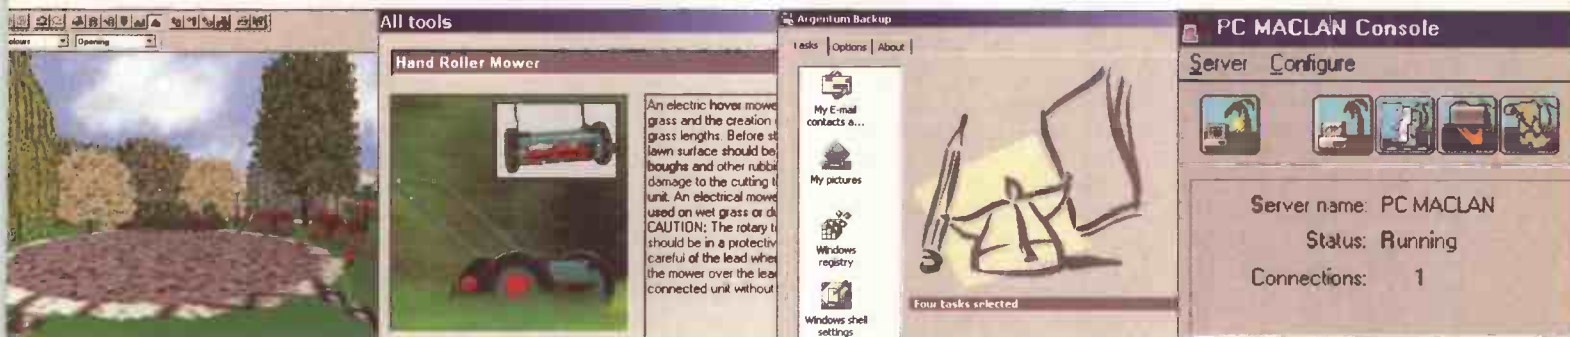 colours
Opening
All tools
Hand Roller Mower
An electric hover mowe
grass and the creation
grass lengths. Before st
lawn surface should be
boughs and other rubbi
damage to the cutting t
unit. An electrical mowe
used on wet grass or d
CAUTION: The rotary t
should be in a protectiv
careful of the lead whe
the mower over the lea
connected unit without
Argentum Backup
Tasks
Options
About
My E-mail
contacts a...
My pictures
Windows
registry
Windows shell
settings
Four tasks selected
PC MACLAN Console
Server Configure
Server name: PC MACLAN
Status: Running
Connections: 1